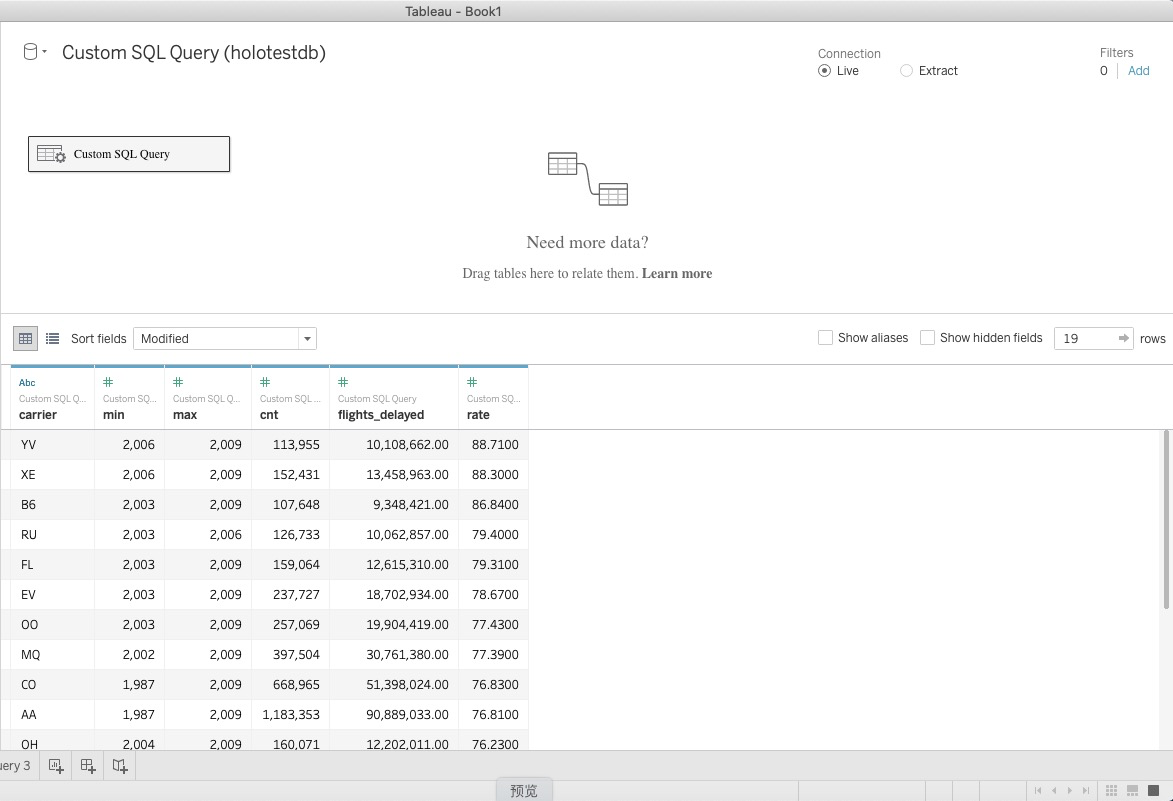 Tableau - Book1
Custom SQL Query (holotestdb)
Connection
Live Extract
Filters
0 Add
Custom SQL Query
Need more data?
Drag tables here to relate them. Learn more
Sort fields Modified Show aliases Show hidden fields 19 rows
Abc # # # # #
Custom SQL Q... Custom SQ... Custom SQL Q... Custom SQL ... Custom SQL Query Custom SQ...
carrier min max cnt flights_delayed rate
YV 2,006 2,009 113,955 10,108,662.00 88.7100
XE 2,006 2,009 152,431 13,458,963.00 88.3000
B6 2,003 2,009 107,648 9,348,421.00 86.8400
RU 2,003 2,006 126,733 10,062,857.00 79.4000
FL 2,003 2,009 159,064 12,615,310.00 79.3100
EV 2,003 2,009 237,727 18,702,934.00 78.6700
OO 2,003 2,009 257,069 19,904,419.00 77.4300
MQ 2,002 2,009 397,504 30,761,380.00 77.3900
CO 1,987 2,009 668,965 51,398,024.00 76.8300
AA 1,987 2,009 1,183,353 90,889,033.00 76.8100
OH 2,004 2,009 160,071 12,202,011.00 76.2300
uery 3
预览